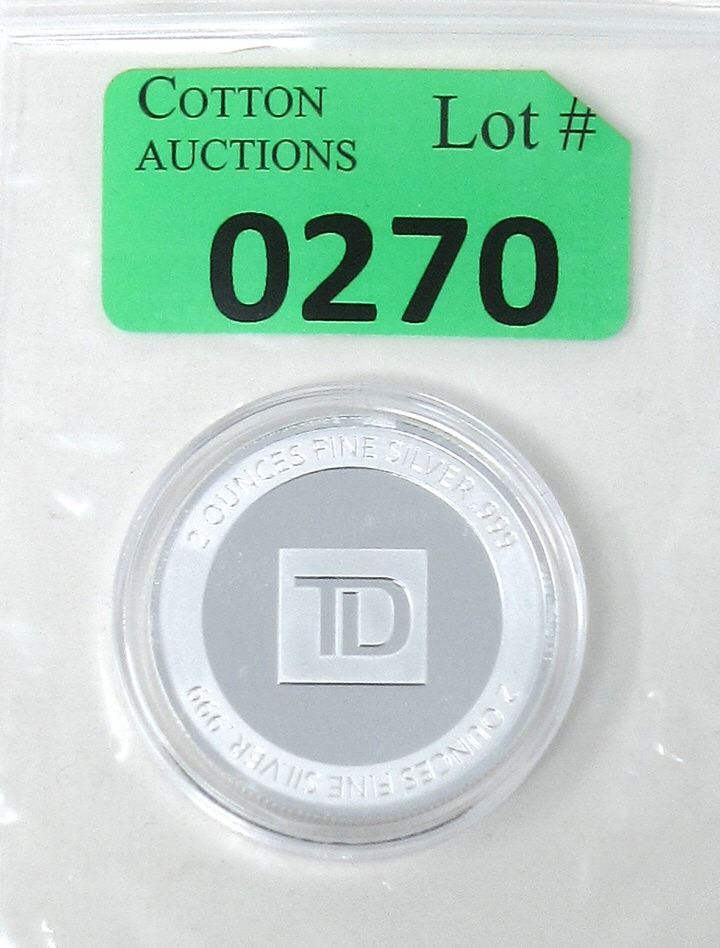 COTTON
AUCTIONS
Lot #
0270
2 OUNCES FINE SILVER .999
TD
2 OUNCES FINE SILVER .999